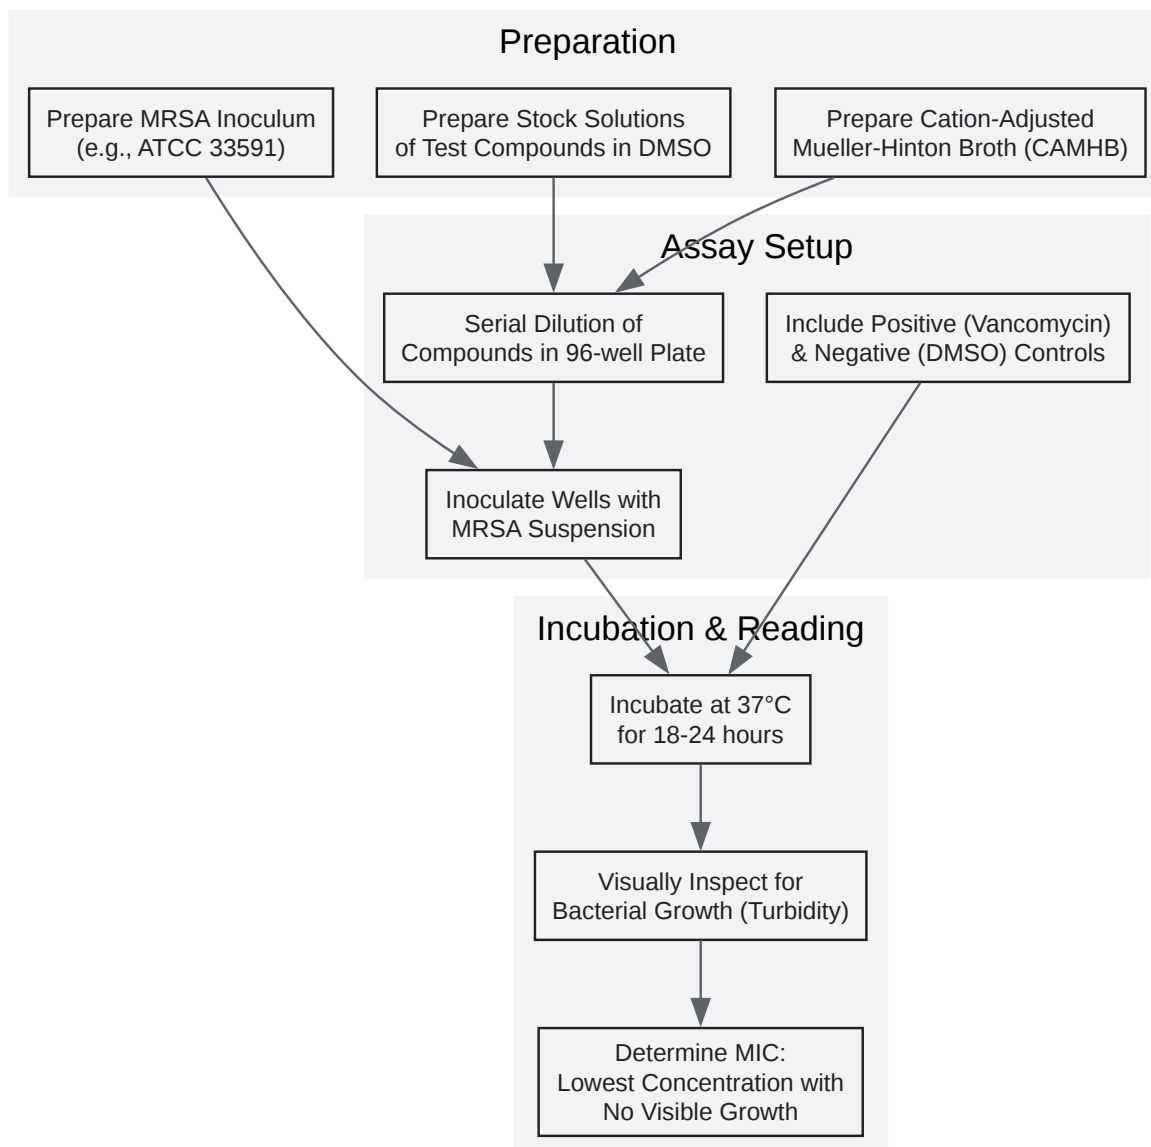 Preparation
Prepare MRSA Inoculum
(e.g., ATCC 33591)
Prepare Stock Solutions
of Test Compounds in DMSO
Prepare Cation-Adjusted
Mueller-Hinton Broth (CAMHB)
Assay Setup
Serial Dilution of
Compounds in 96-well Plate
Include Positive (Vancomycin)
& Negative (DMSO) Controls
Inoculate Wells with
MRSA Suspension
Incubation & Reading
Incubate at 37°C
for 18-24 hours
Visually Inspect for
Bacterial Growth (Turbidity)
Determine MIC:
Lowest Concentration with
No Visible Growth